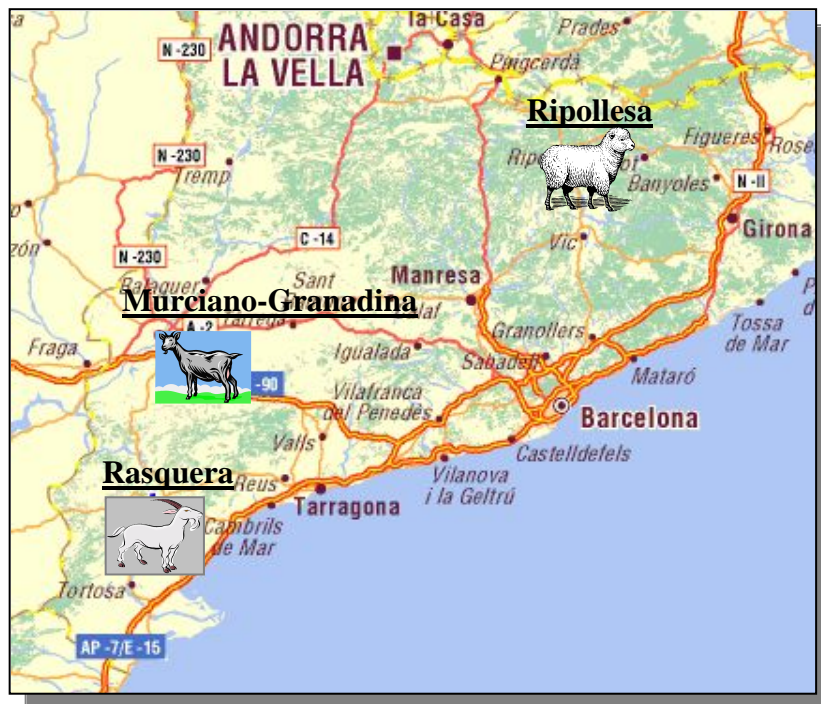 la Casa
Prades
N -230
ANDORRA
LA VELLA
Puigcerdà
Ripollesa
N -230
Tremp
Figueres
Rose
Banyoles
N -II
Girona
C -14
Vic
N -230
Balaguer
Sant
Manresa
Murciano-Granadina
A -2
Tossa
de Mar
Fraga
Igualada
Granollers
Sabadell
Mataró
-90
Vilafranca
del Penedès
Barcelona
Valls
Castelldefels
Rasquera
Reus
Vilanova
i la Geltrú
Tarragona
Cambrils
de Mar
Tortosa
AP -7/E -15